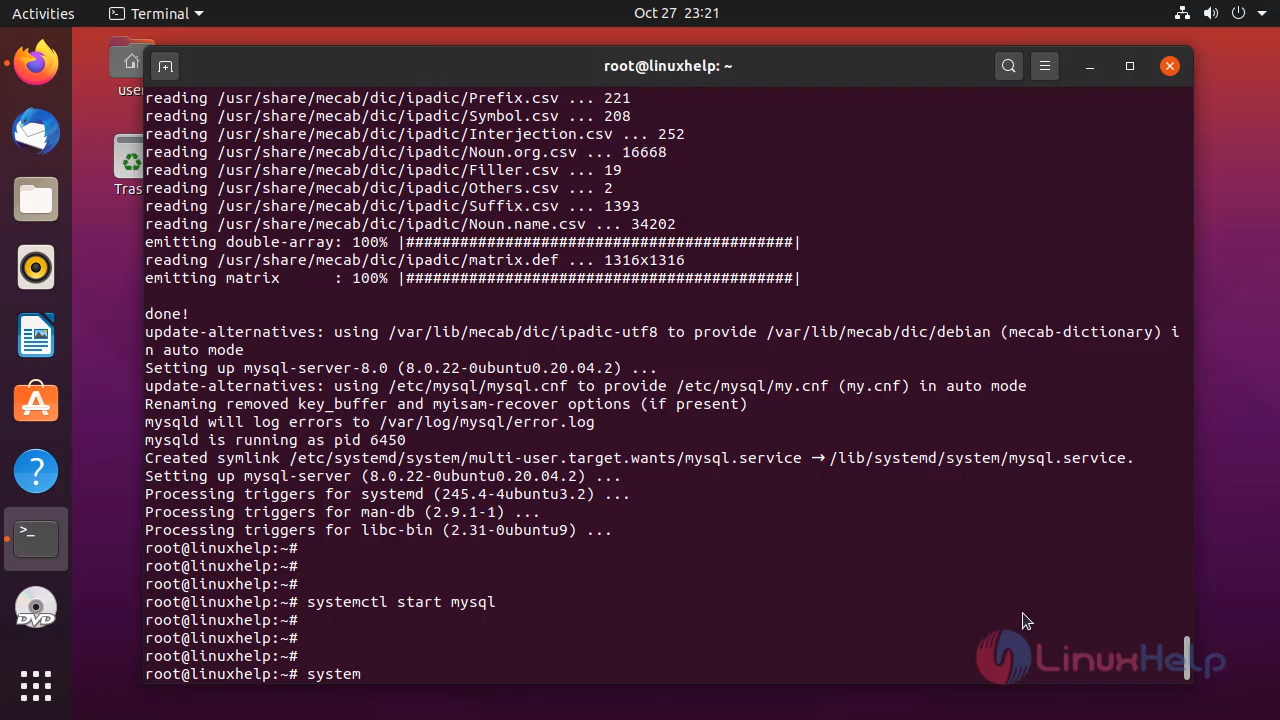 Activities
Terminal
Oct 27 23:21
user
Tras
root@linuxhelp: ~
reading /usr/share/mecab/dic/ipadic/Prefix.csv ... 221
reading /usr/share/mecab/dic/ipadic/Symbol.csv ... 208
reading /usr/share/mecab/dic/ipadic/Interjection.csv ... 252
reading /usr/share/mecab/dic/ipadic/Noun.org.csv ... 16668
reading /usr/share/mecab/dic/ipadic/Filler.csv ... 19
reading /usr/share/mecab/dic/ipadic/Others.csv ... 2
reading /usr/share/mecab/dic/ipadic/Suffix.csv ... 1393
reading /usr/share/mecab/dic/ipadic/Noun.name.csv ... 34202
emitting double-array: 100% |###########################################|
reading /usr/share/mecab/dic/ipadic/matrix.def ... 1316x1316
emitting matrix      : 100% |###########################################|
done!
update-alternatives: using /var/lib/mecab/dic/ipadic-utf8 to provide /var/lib/mecab/dic/debian (mecab-dictionary) i
n auto mode
Setting up mysql-server-8.0 (8.0.22-0ubuntu0.20.04.2) ...
update-alternatives: using /etc/mysql/mysql.cnf to provide /etc/mysql/my.cnf (my.cnf) in auto mode
Renaming removed key_buffer and myisam-recover options (if present)
mysqld will log errors to /var/log/mysql/error.log
mysqld is running as pid 6450
Created symlink /etc/systemd/system/multi-user.target.wants/mysql.service → /lib/systemd/system/mysql.service.
Setting up mysql-server (8.0.22-0ubuntu0.20.04.2) ...
Processing triggers for systemd (245.4-4ubuntu3.2) ...
Processing triggers for man-db (2.9.1-1) ...
Processing triggers for libc-bin (2.31-0ubuntu9) ...
root@linuxhelp:~#
root@linuxhelp:~#
root@linuxhelp:~#
root@linuxhelp:~# systemctl start mysql
root@linuxhelp:~#
root@linuxhelp:~#
root@linuxhelp:~#
root@linuxhelp:~# system
DVD
LinuxHelp